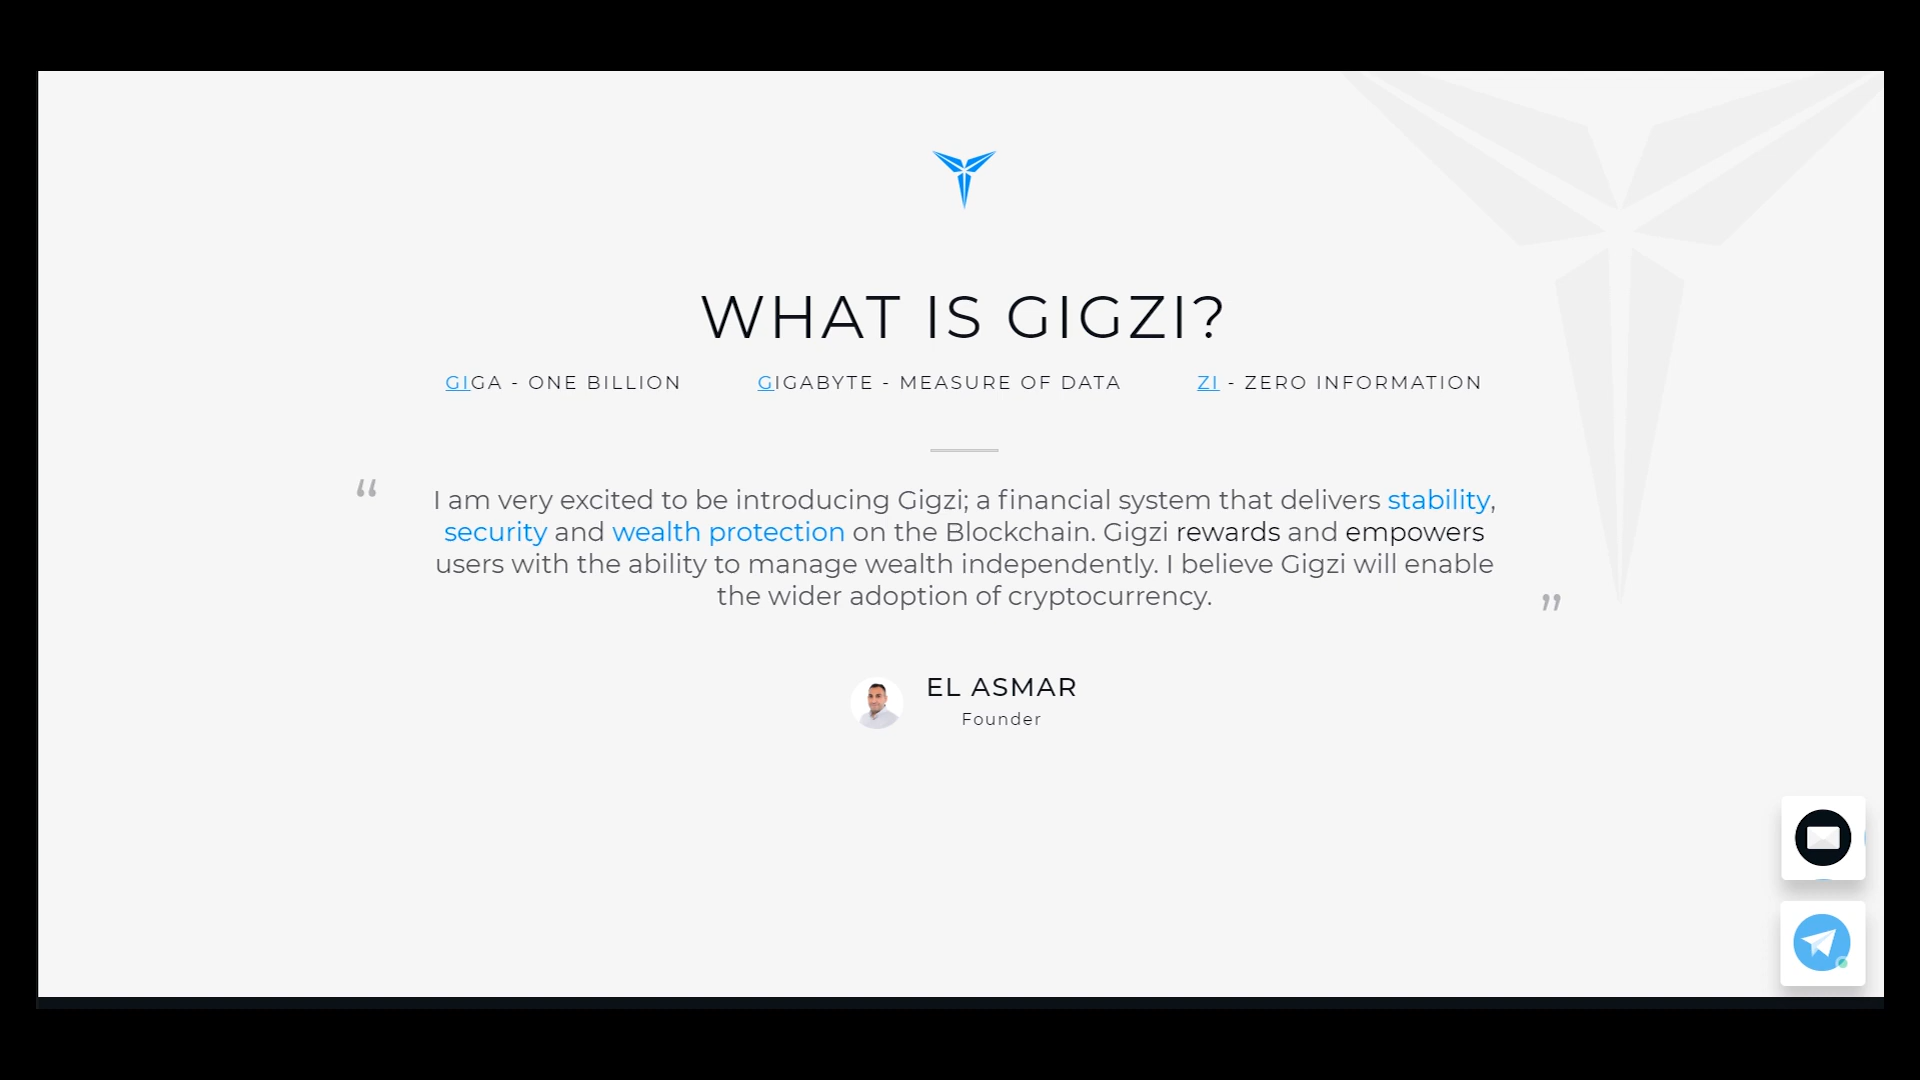 WHAT IS GIGZI?
GIGA - ONE BILLION GIGABYTE - MEASURE OF DATA ZI - ZERO INFORMATION
“ I am very excited to be introducing Gigzi; a financial system that delivers stability,
security and wealth protection on the Blockchain. Gigzi rewards and empowers
users with the ability to manage wealth independently. I believe Gigzi will enable
the wider adoption of cryptocurrency. ”
EL ASMAR
Founder